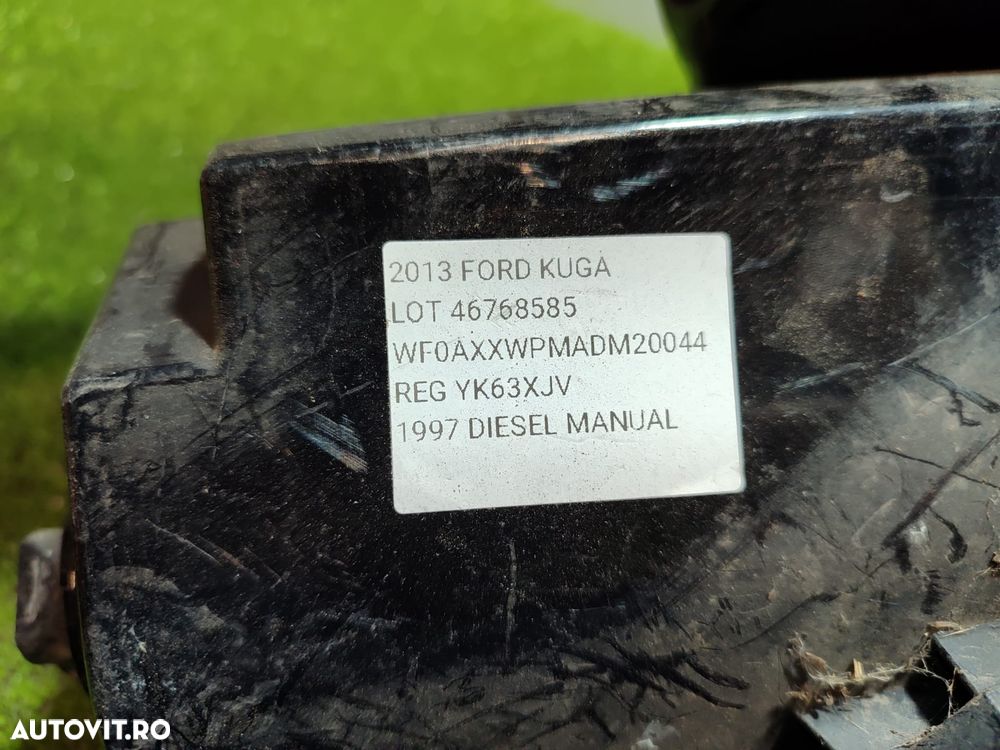 2013 FORD KUGA
LOT 46768585
WF0AXXWPMADM20044
REG YK63XJV
1997 DIESEL MANUAL
AUTOVIT.RO